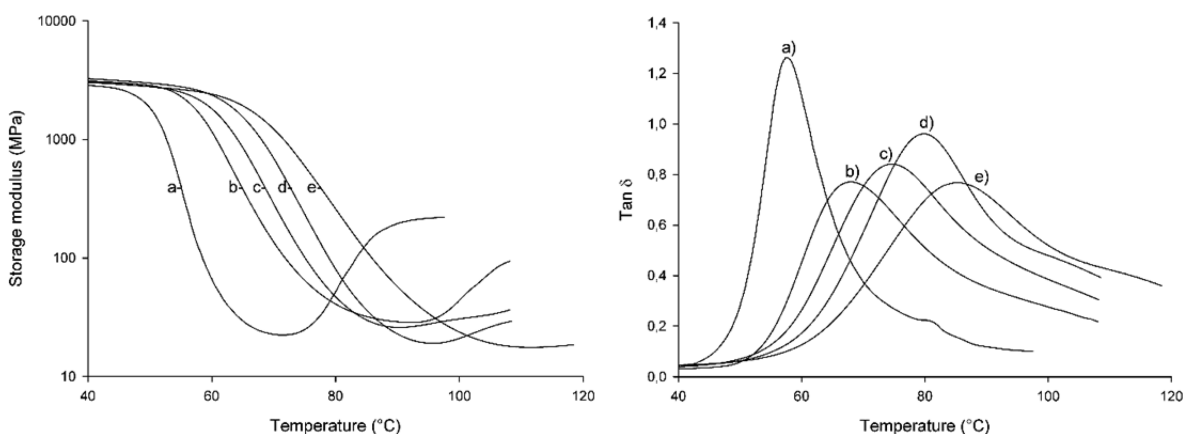 10000
1000
100
10
Storage modulus (MPa)
a-
b-
c-
d-
e-
40
60
80
100
120
Temperature (°C)
1,4
1,2
1,0
0,8
0,6
0,4
0,2
0,0
Tan δ
a)
b)
c)
d)
e)
40
60
80
100
120
Temperature (°C)